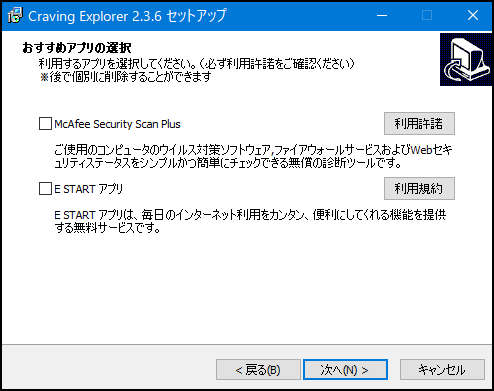 Craving Explorer 2.3.6 セットアップ
おすすめアプリの選択
利用するアプリを選択してください。（必ず利用許諾をご確認ください）
※後で個別に削除することができます
McAfee Security Scan Plus
利用許諾
ご使用のコンピュータのウイルス対策ソフトウェア,ファイアウォールサービスおよびWebセキ
ュリティステータスをシンプルかつ簡単にチェックできる無償の診断ツールです。
E START アプリ
利用規約
E START アプリは、毎日のインターネット利用をカンタン、便利にしてくれる機能を提供
する無料サービスです。
< 戻る(B)
次へ(N) >
キャンセル